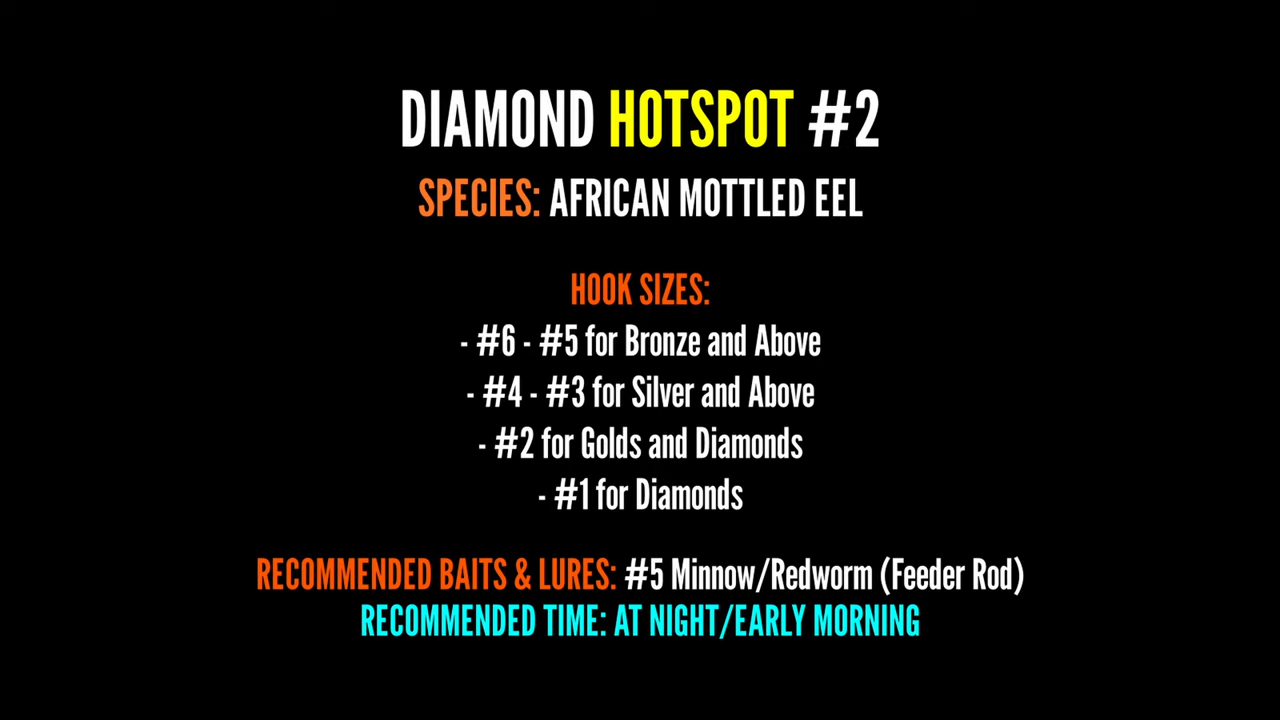 DIAMOND HOTSPOT #2
SPECIES: AFRICAN MOTTLED EEL
HOOK SIZES:
- #6 - #5 for Bronze and Above
- #4 - #3 for Silver and Above
- #2 for Golds and Diamonds
- #1 for Diamonds
RECOMMENDED BAITS & LURES: #5 Minnow/Redworm (Feeder Rod)
RECOMMENDED TIME: AT NIGHT/EARLY MORNING